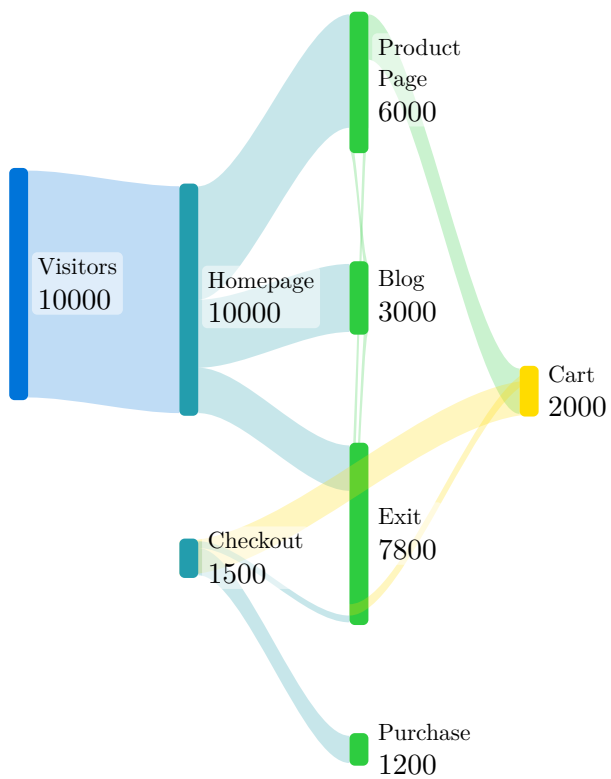 Product
Page
6000
Visitors
10000
Homepage
10000
Blog
3000
Cart
2000
Exit
7800
Checkout
1500
Purchase
1200